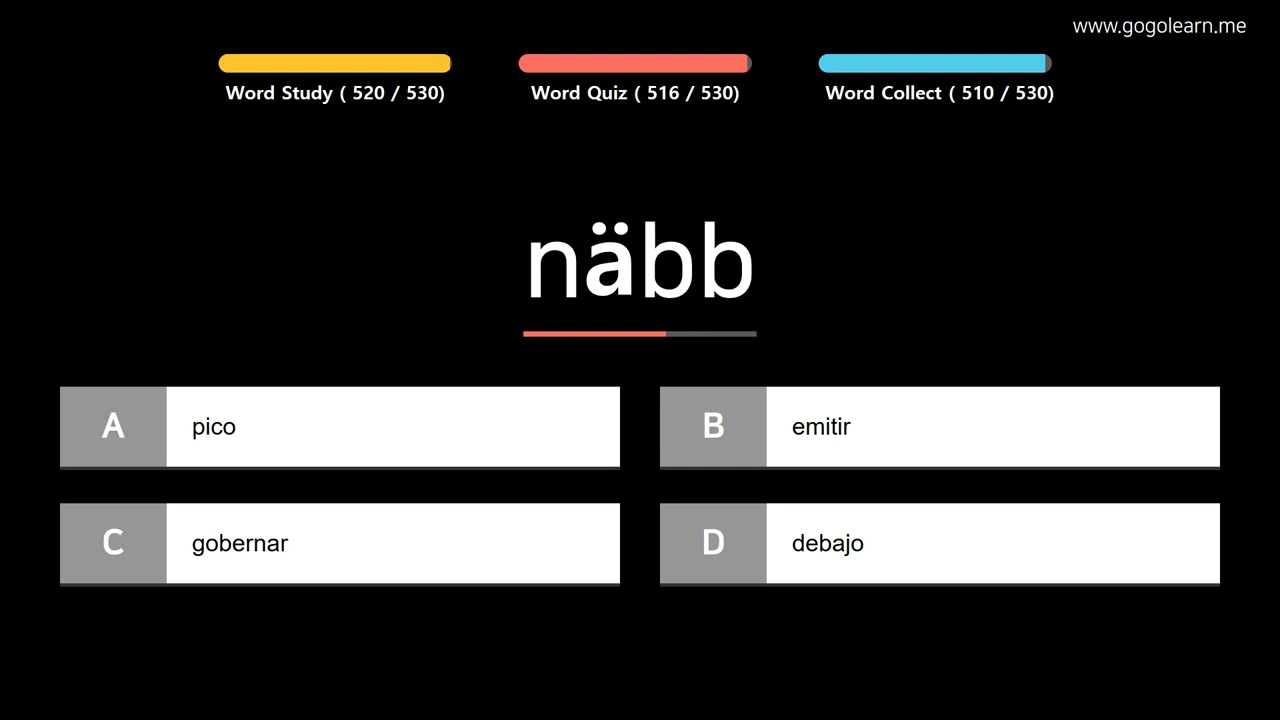 www.gogolearn.me
Word Study ( 520 / 530)
Word Quiz ( 516 / 530)
Word Collect ( 510 / 530)
näbb
A pico
B emitir
C gobernar
D debajo